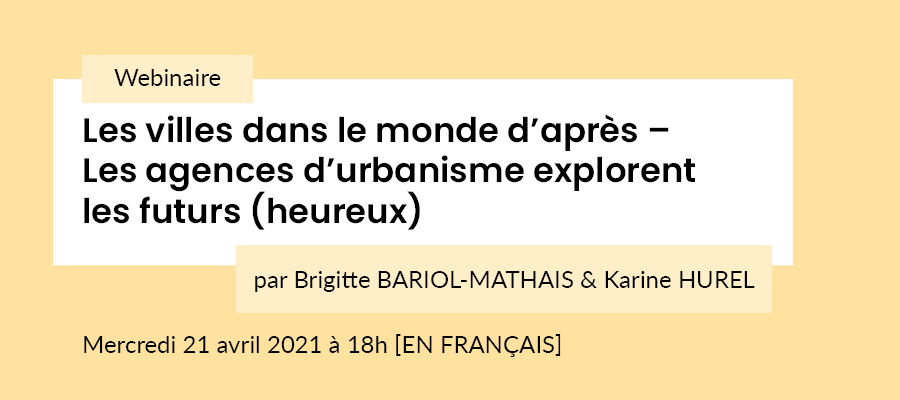 Webinaire
Les villes dans le monde d’après –
Les agences d’urbanisme explorent
les futurs (heureux)
par Brigitte BARIOL-MATHAIS & Karine HUREL
Mercredi 21 avril 2021 à 18h [EN FRANÇAIS]